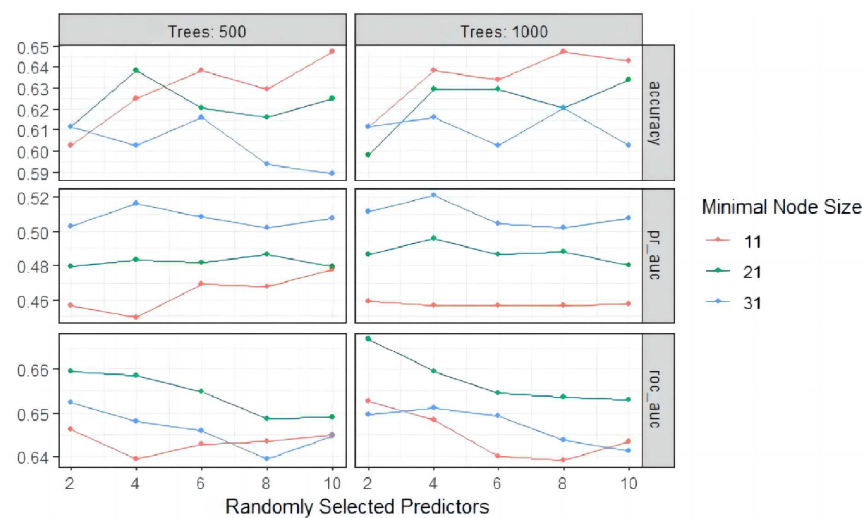 Trees: 500
Trees: 1000
0.65
0.64
0.63
0.62
0.61
0.60
0.59
accuracy
0.52
0.50
0.48
0.46
pr_auc
0.66
0.65
0.64
roc_auc
2 4 6 8 10
2 4 6 8 10
Randomly Selected Predictors
Minimal Node Size
11
21
31